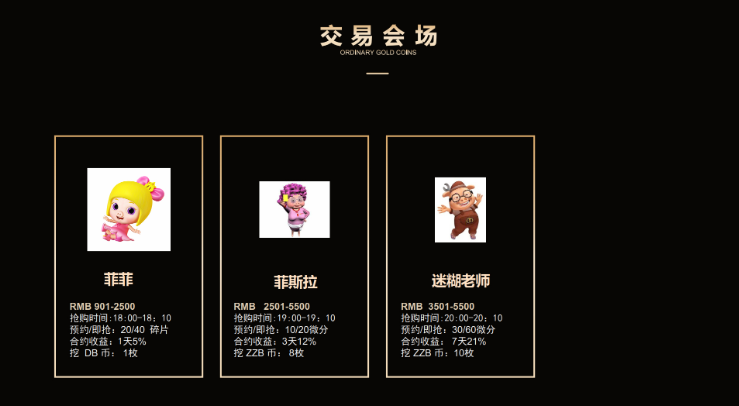 交易会场
ORDINARY GOLD COINS
菲菲
RMB 901-2500
抢购时间:18:00-18：10
预约/即抢：20/40 碎片
合约收益：1天5%
挖 DB 币： 1枚
菲斯拉
RMB 2501-5500
抢购时间:19:00-19：10
预约/即抢：10/20微分
合约收益：3天12%
挖 ZZB 币： 8枚
迷糊老师
RMB 3501-5500
抢购时间:20:00-20：10
预约/即抢：30/60微分
合约收益： 7天21%
挖 ZZB 币：10枚